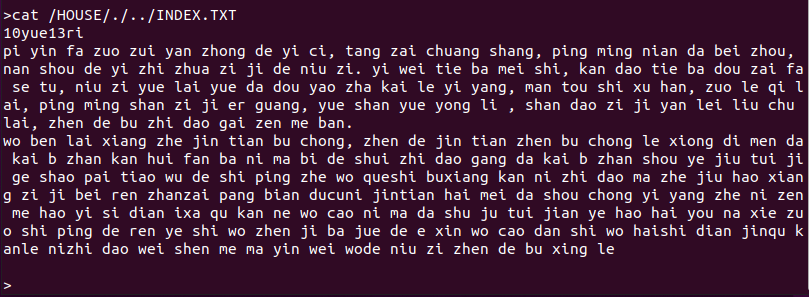 >cat /HOUSE/./../INDEX.TXT
10yue13ri
pi yin fa zuo zui yan zhong de yi ci, tang zai chuang shang, ping ming nian da bei zhou,
nan shou de yi zhi zhua zi ji de niu zi. yi wei tie ba mei shi, kan dao tie ba dou zai fa
 se tu, niu zi yue lai yue da dou yao zha kai le yi yang, man tou shi xu han, zuo le qi l
ai, ping ming shan zi ji er guang, yue shan yue yong li , shan dao zi ji yan lei liu chu
lai, zhen de bu zhi dao gai zen me ban.
wo ben lai xiang zhe jin tian bu chong, zhen de jin tian zhen bu chong le xiong di men da
 kai b zhan kan hui fan ba ni ma bi de shui zhi dao gang da kai b zhan shou ye jiu tui ji
 ge shao pai tiao wu de shi ping zhe wo queshi buxiang kan ni zhi dao ma zhe jiu hao xian
g zi ji bei ren zhanzai pang bian ducuni jintian hai mei da shou chong yi yang zhe ni zen
 me hao yi si dian ixa qu kan ne wo cao ni ma da shu ju tui jian ye hao hai you na xie zu
o shi ping de ren ye shi wo zhen ji ba jue de e xin wo cao dan shi wo haishi dian jinqu k
anle nizhi dao wei shen me ma yin wei wode niu zi zhen de bu xing le
>